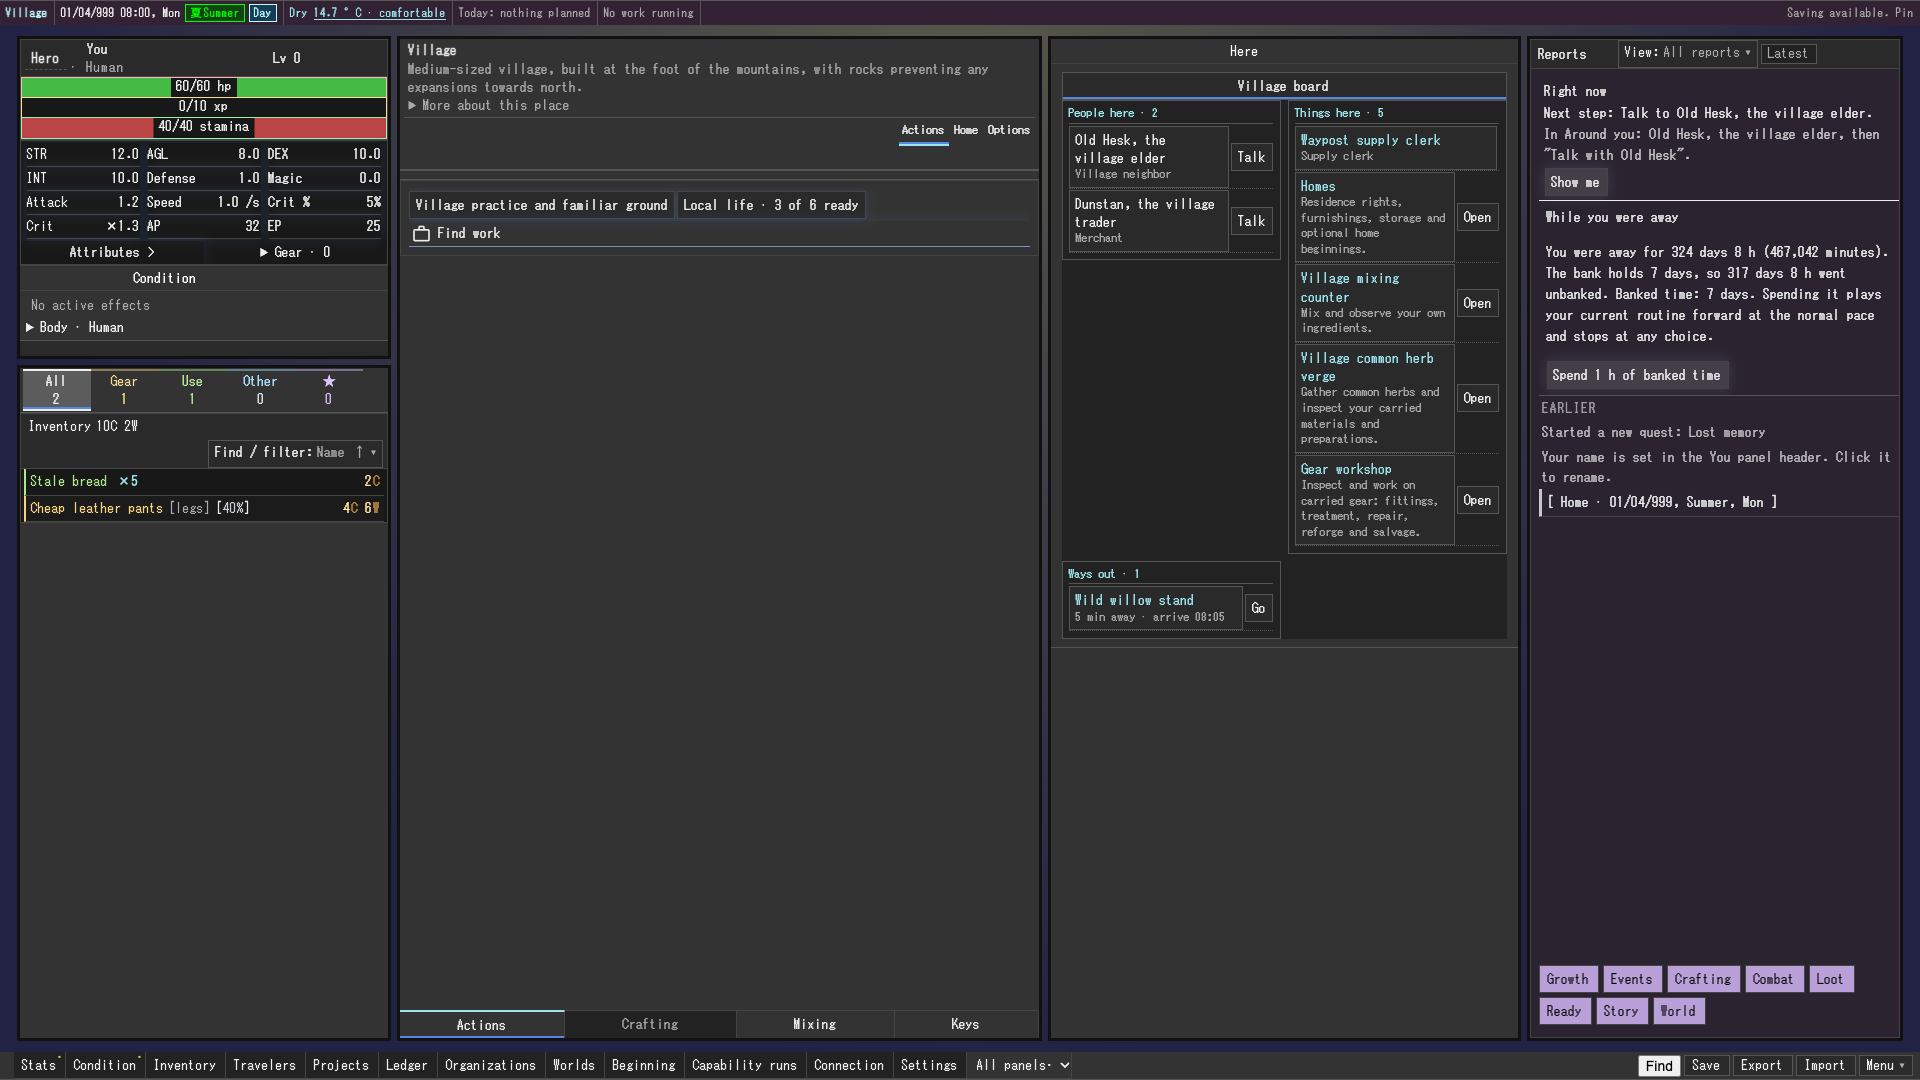 Village 01/04/999 08:00, Mon 夏Summer Day Dry 14.7 ° C · comfortable Today: nothing planned No work running Saving available. Pin
Hero · You Human Lv 0
60/60 hp
0/10 xp
40/40 stamina
STR 12.0 AGL 8.0 DEX 10.0
INT 10.0 Defense 1.0 Magic 0.0
Attack 1.2 Speed 1.0 /s Crit % 5%
Crit ×1.3 AP 32 EP 25
Attributes > ▶ Gear · 0
Condition
No active effects
▶ Body · Human
All Gear Use Other ★
2 1 1 0 0
Inventory 10C 2W
Find / filter: Name ↑ ▾
Stale bread ×5 2C
Cheap leather pants [legs] [40%] 4C 6W
Village
Medium-sized village, built at the foot of the mountains, with rocks preventing any
expansions towards north.
▶ More about this place
Actions Home Options
Village practice and familiar ground Local life · 3 of 6 ready
Find work
Actions Crafting Mixing Keys
Here
Village board
People here · 2
Old Hesk, the
village elder
Village neighbor
Talk
Dunstan, the village
trader
Merchant
Talk
Things here · 5
Waypost supply clerk
Supply clerk
Homes
Residence rights,
furnishings, storage and
optional home
beginnings.
Open
Village mixing
counter
Mix and observe your own
ingredients.
Open
Village common herb
verge
Gather common herbs and
inspect your carried
materials and
preparations.
Open
Gear workshop
Inspect and work on
carried gear: fittings,
treatment, repair,
reforge and salvage.
Open
Ways out · 1
Wild willow stand
5 min away · arrive 08:05
Go
Reports View: All reports ▾ Latest
Right now
Next step: Talk to Old Hesk, the village elder.
In Around you: Old Hesk, the village elder, then
"Talk with Old Hesk".
Show me
While you were away
You were away for 324 days 8 h (467,042 minutes).
The bank holds 7 days, so 317 days 8 h went
unbanked. Banked time: 7 days. Spending it plays
your current routine forward at the normal pace
and stops at any choice.
Spend 1 h of banked time
EARLIER
Started a new quest: Lost memory
Your name is set in the You panel header. Click it
to rename.
[ Home · 01/04/999, Summer, Mon ]
Growth Events Crafting Combat Loot
Ready Story World
Stats Condition Inventory Travelers Projects Ledger Organizations Worlds Beginning Capability runs Connection Settings All panels· Find Save Export Import Menu ▾